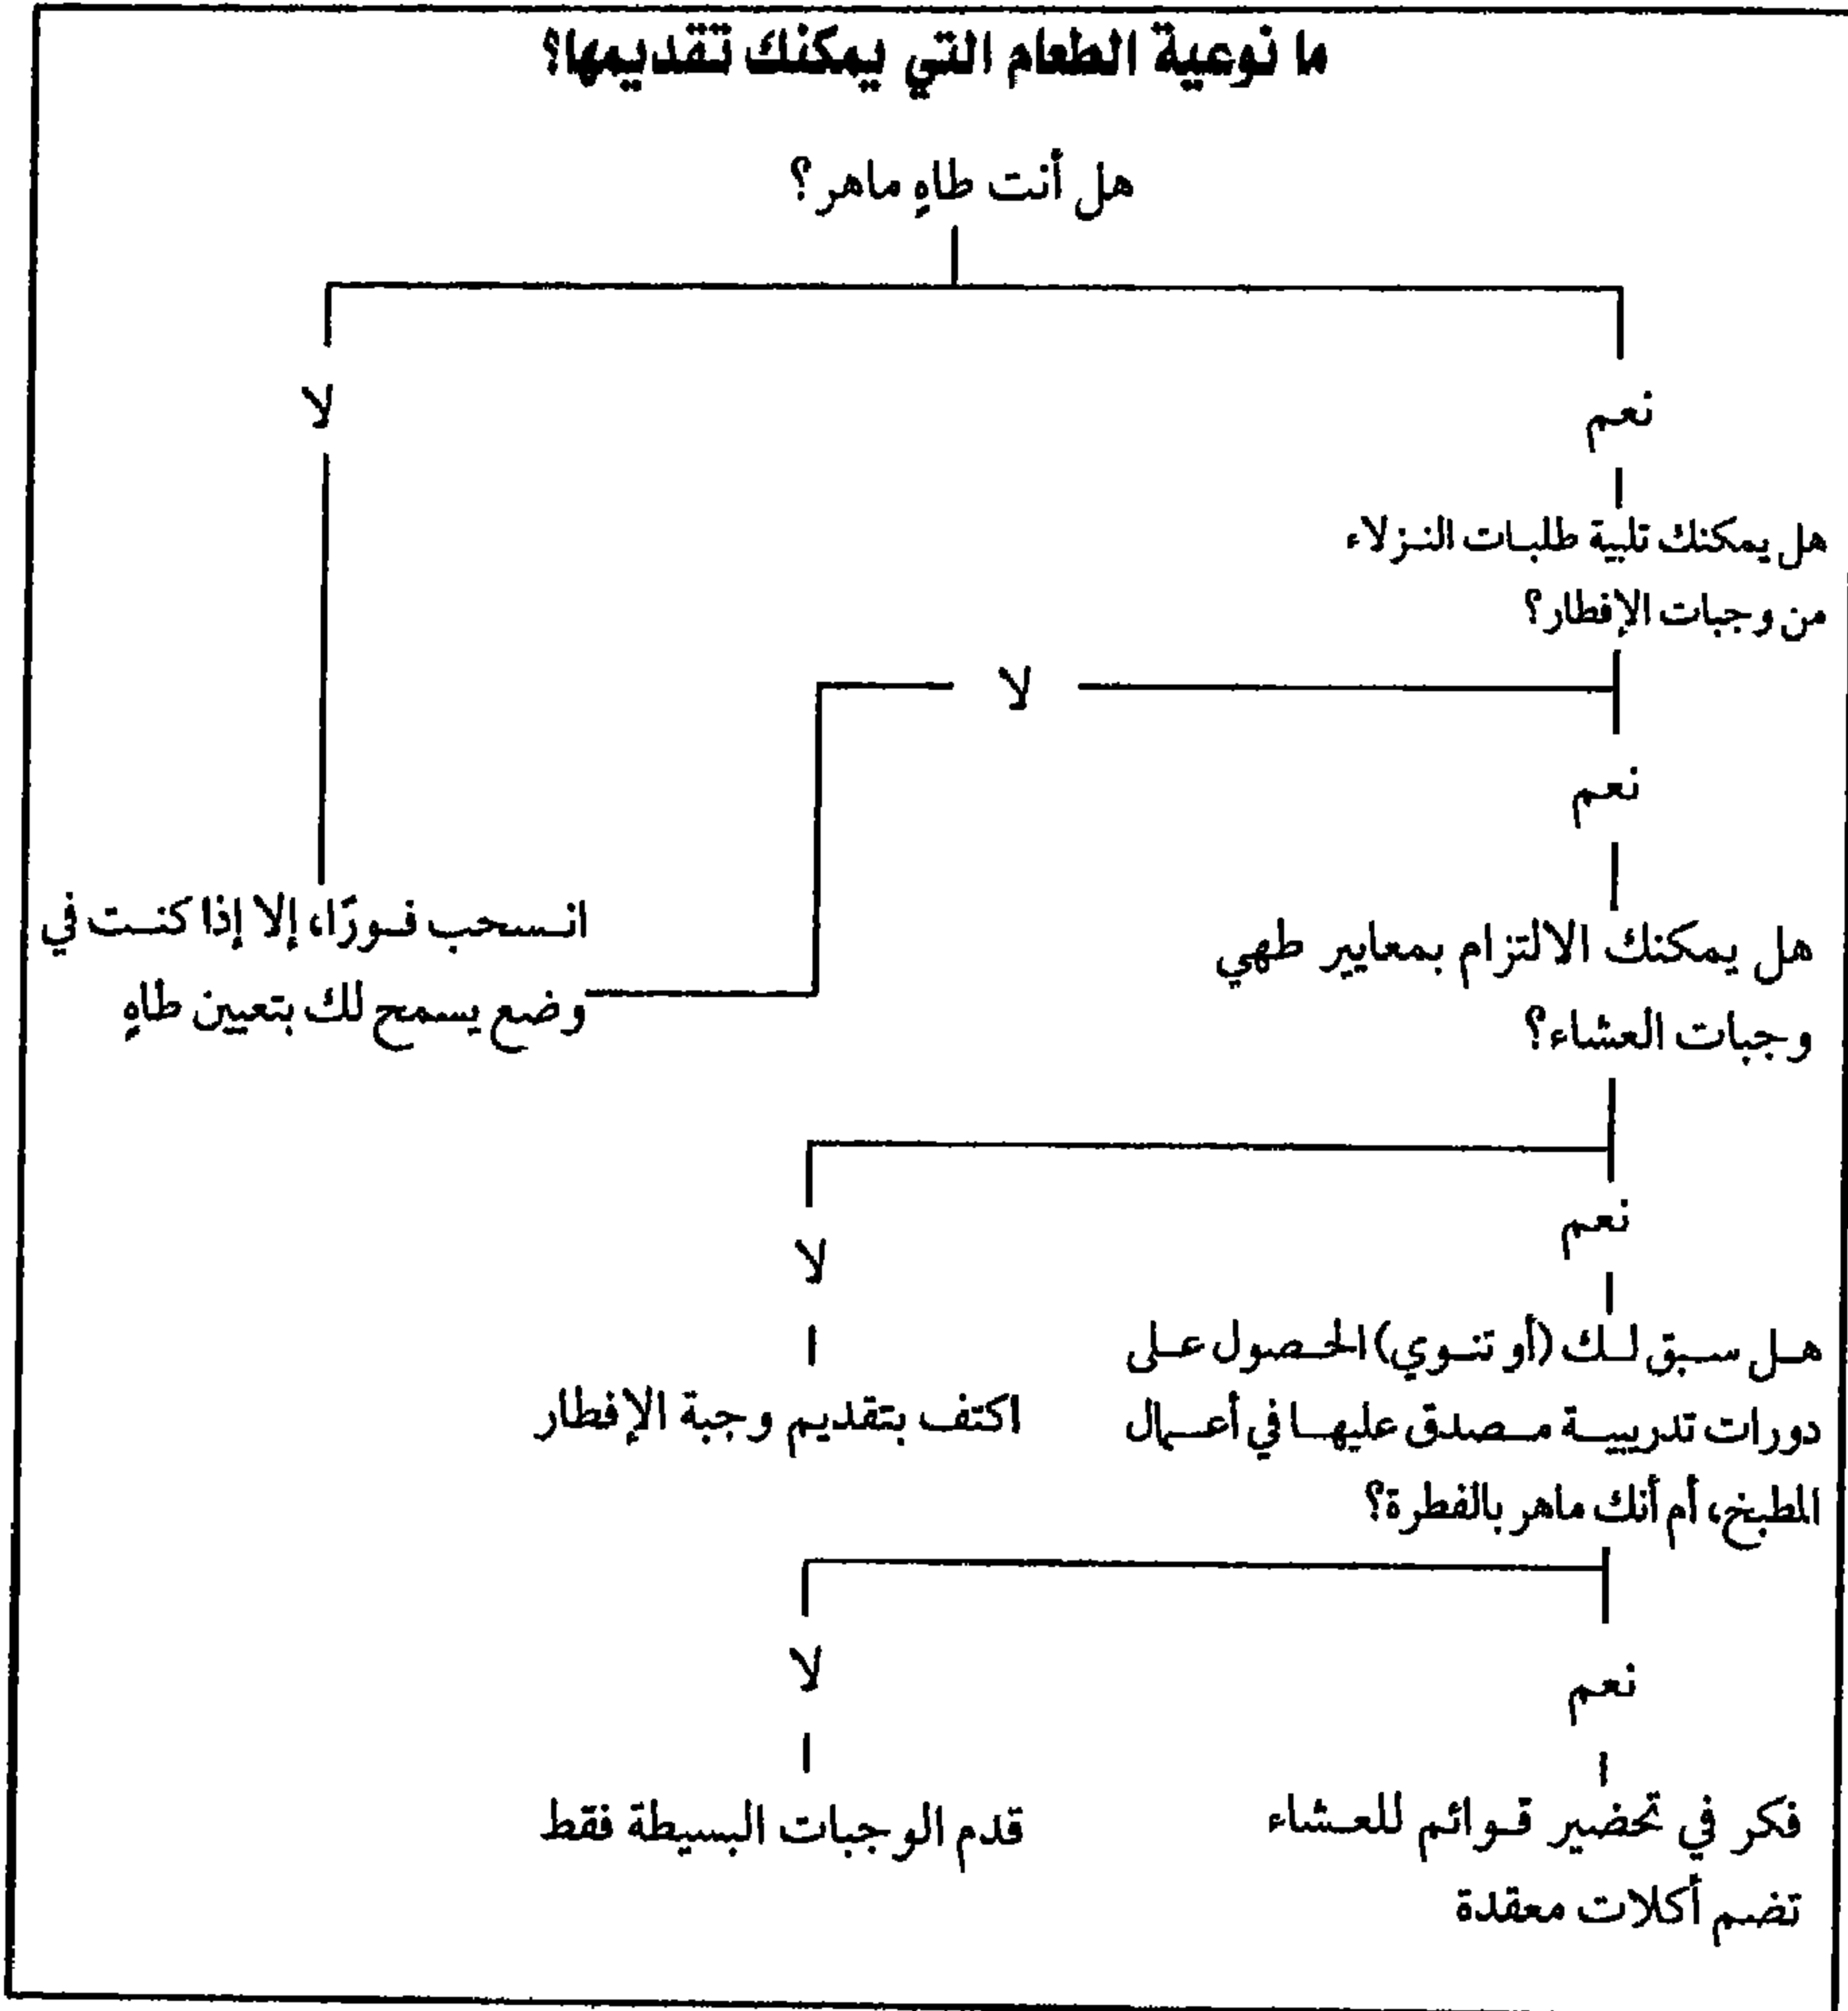 ما نوعية الطعام التي يمكنك تقديمها؟
هل أنت طاهٍ ماهر؟
نعم
لا
هل يمكنك تلبية طلبات النزلاء
من وجبات الإفطار؟
لا
نعم
هل يمكنك الالتزام بمعايير طهي
وجبات العشاء؟
انسحب فورًا، إلا إذا كنت في
وضع يسمح لك بتعيين طاهٍ
نعم
لا
هل سبق لك (أو تنوي) الحصول على
دورات تدريبية مصدق عليها في أعمال
المطبخ، أم أنك ماهر بالفطرة؟
اكتف بتقديم وجبة الإفطار
نعم
لا
فكر في تحضير قوائم للعشاء
تضم أكلات معقدة
قدم الوجبات البسيطة فقط